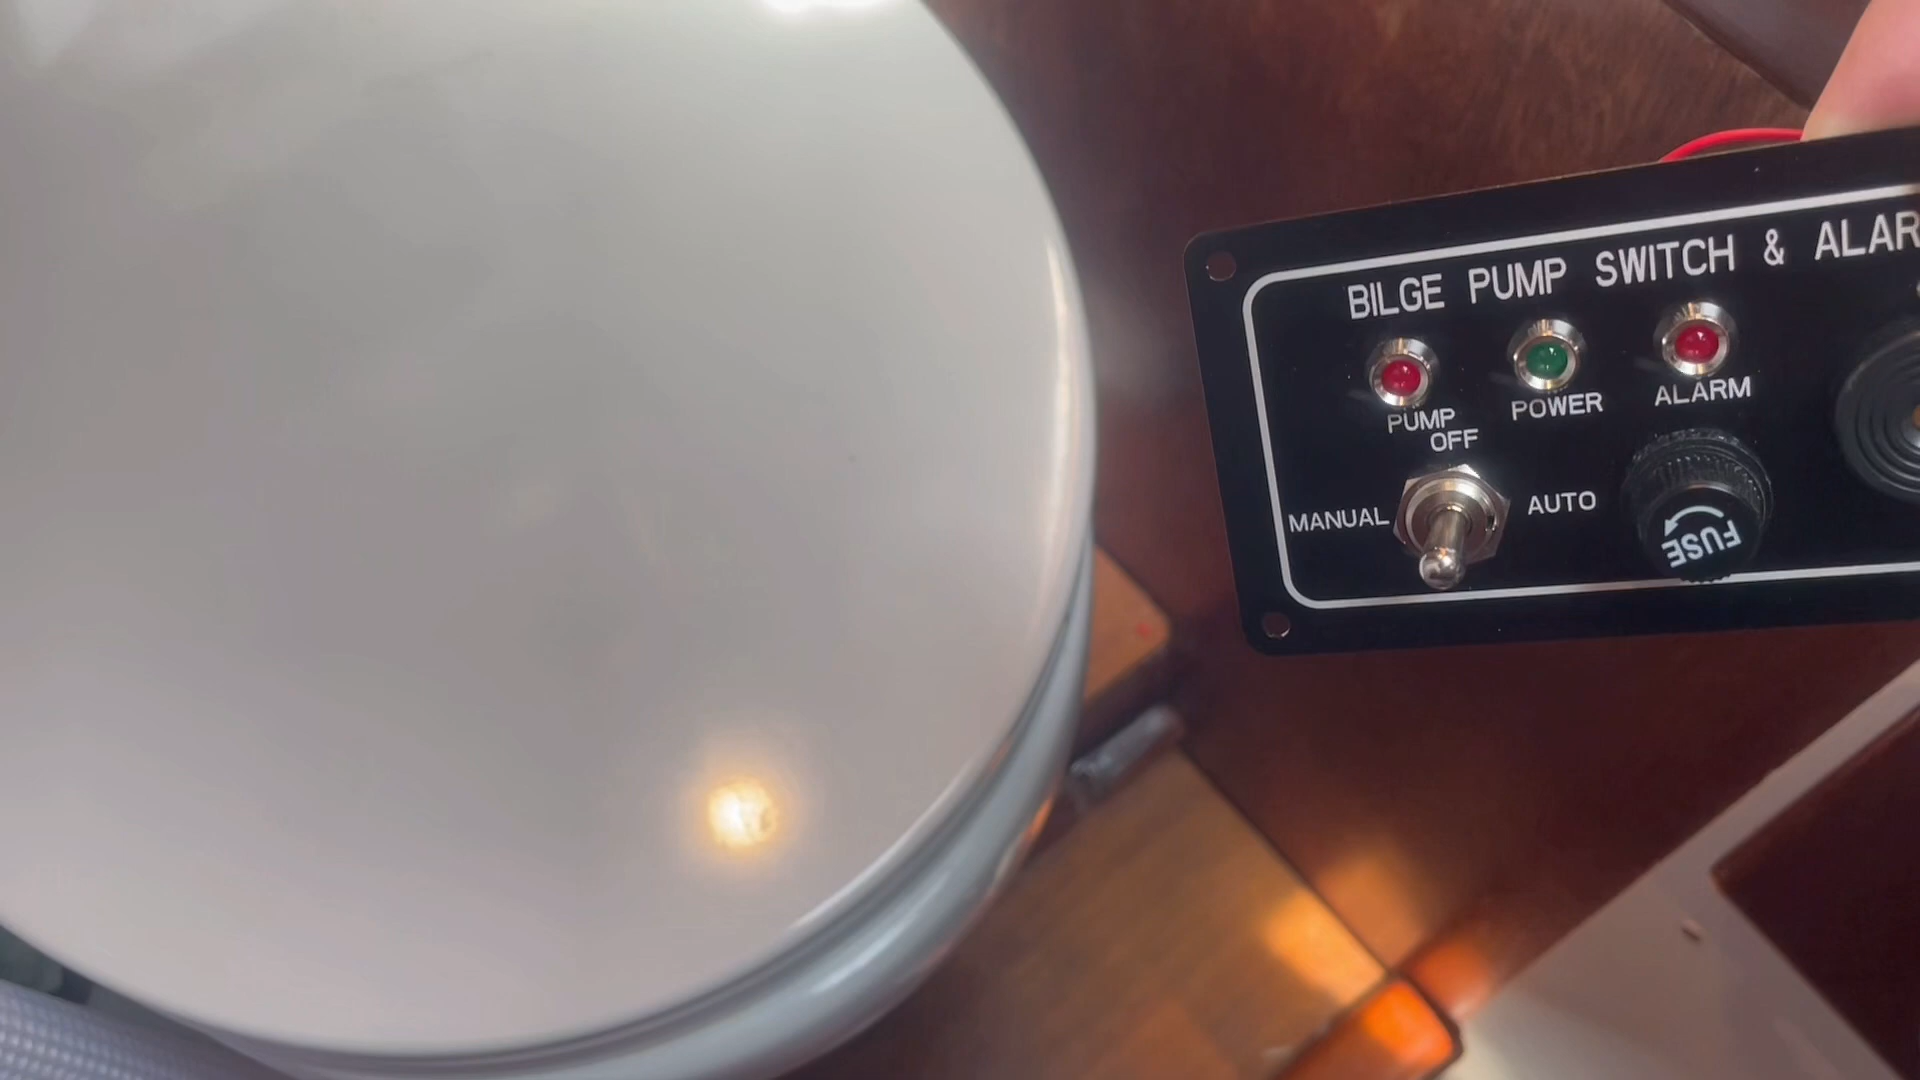 BILGE PUMP SWITCH & ALAR
PUMP
POWER
ALARM
OFF
MANUAL
AUTO
FUSE